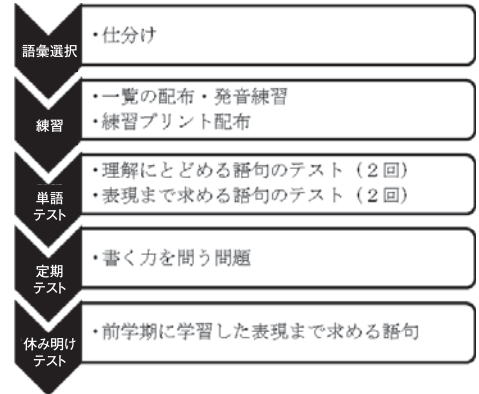 語彙選択
・仕分け
練習
・一覧の配布・発音練習
・練習プリント配布
単語
テスト
・理解にとどめる語句のテスト（２回）
・表現まで求める語句のテスト（２回）
定期
テスト
・書く力を問う問題
休み明け
テスト
・前学期に学習した表現まで求める語句